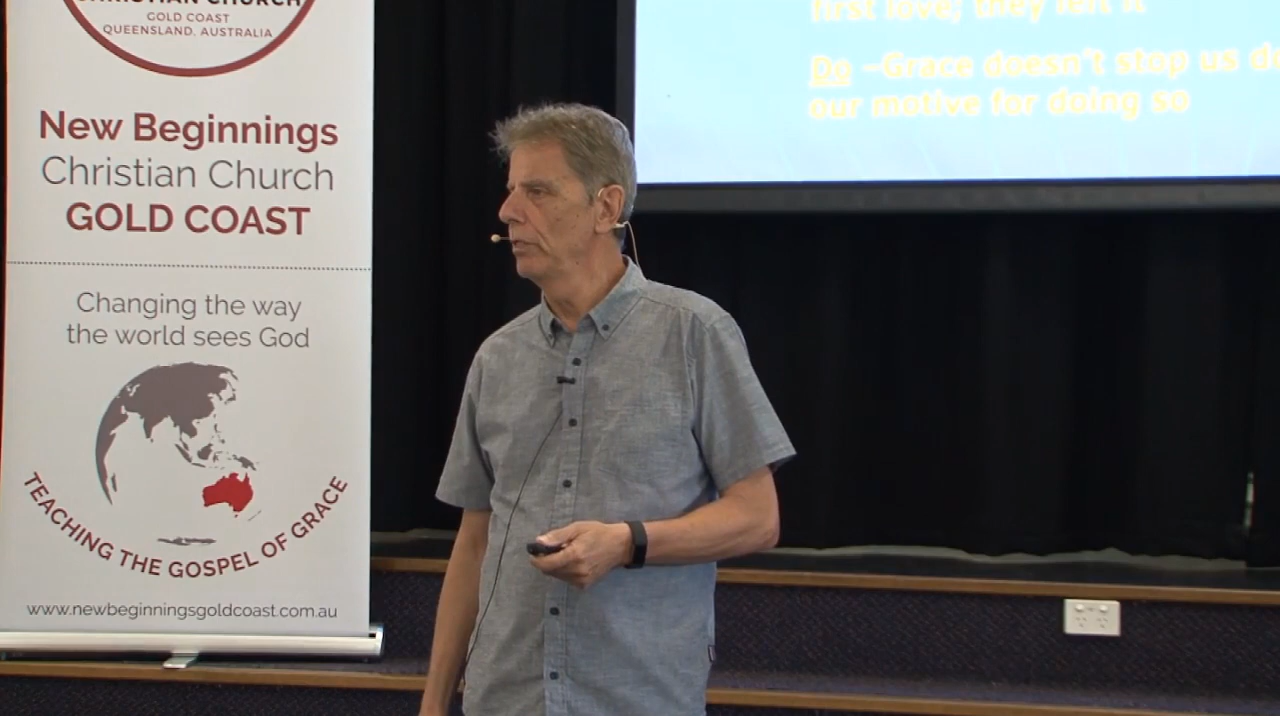 CHRISTIAN CHURCH
GOLD COAST
QUEENSLAND, AUSTRALIA
New Beginnings
Christian Church
GOLD COAST
Changing the way
the world sees God
TEACHING THE GOSPEL OF GRACE
www.newbeginningsgoldcoast.com.au
first love; they left it
Do –Grace doesn't stop us
our motive for doing so